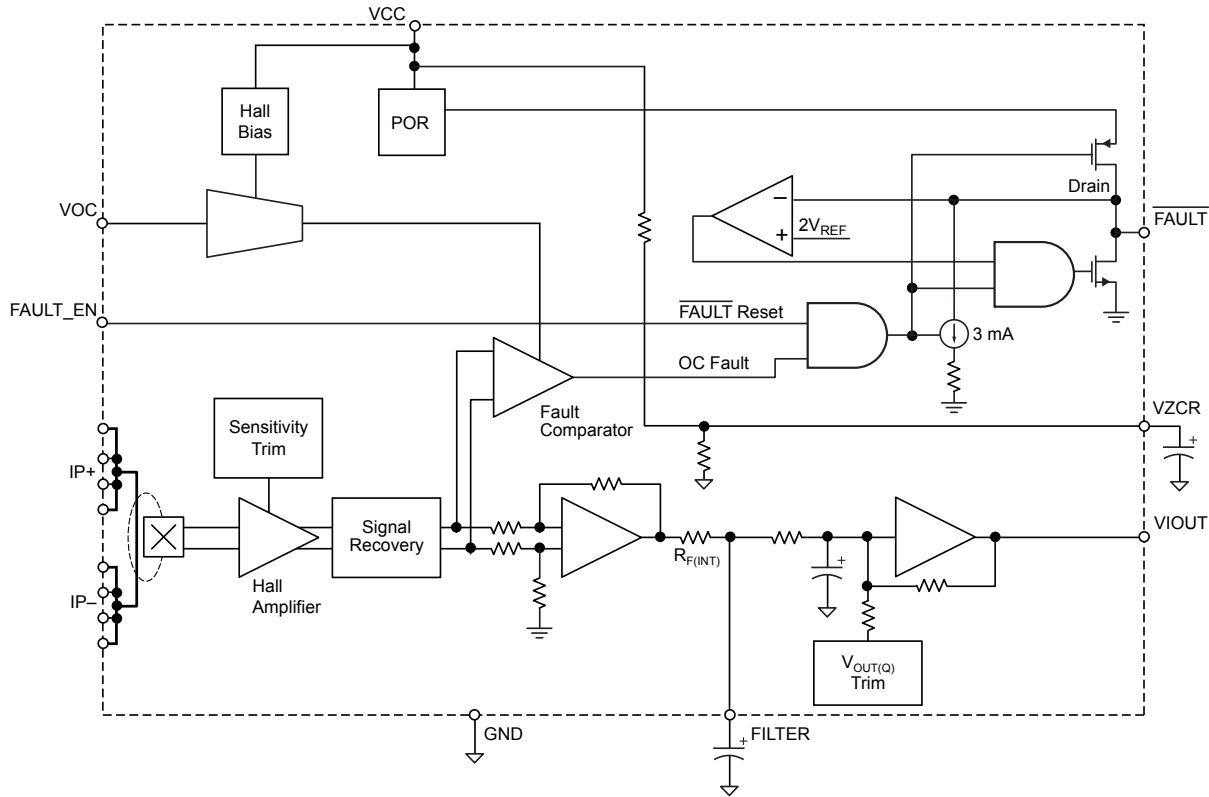 VCC
Hall
Bias
POR
Drain
VOC
−
+
2VREF
FAULT
FAULT_EN
FAULT Reset
3 mA
OC Fault
Fault
Comparator
VZCR
+
Sensitivity
Trim
IP+
Signal
Recovery
RF(INT)
VIOUT
+
Hall
Amplifier
IP–
VOUT(Q)
Trim
GND
FILTER
+